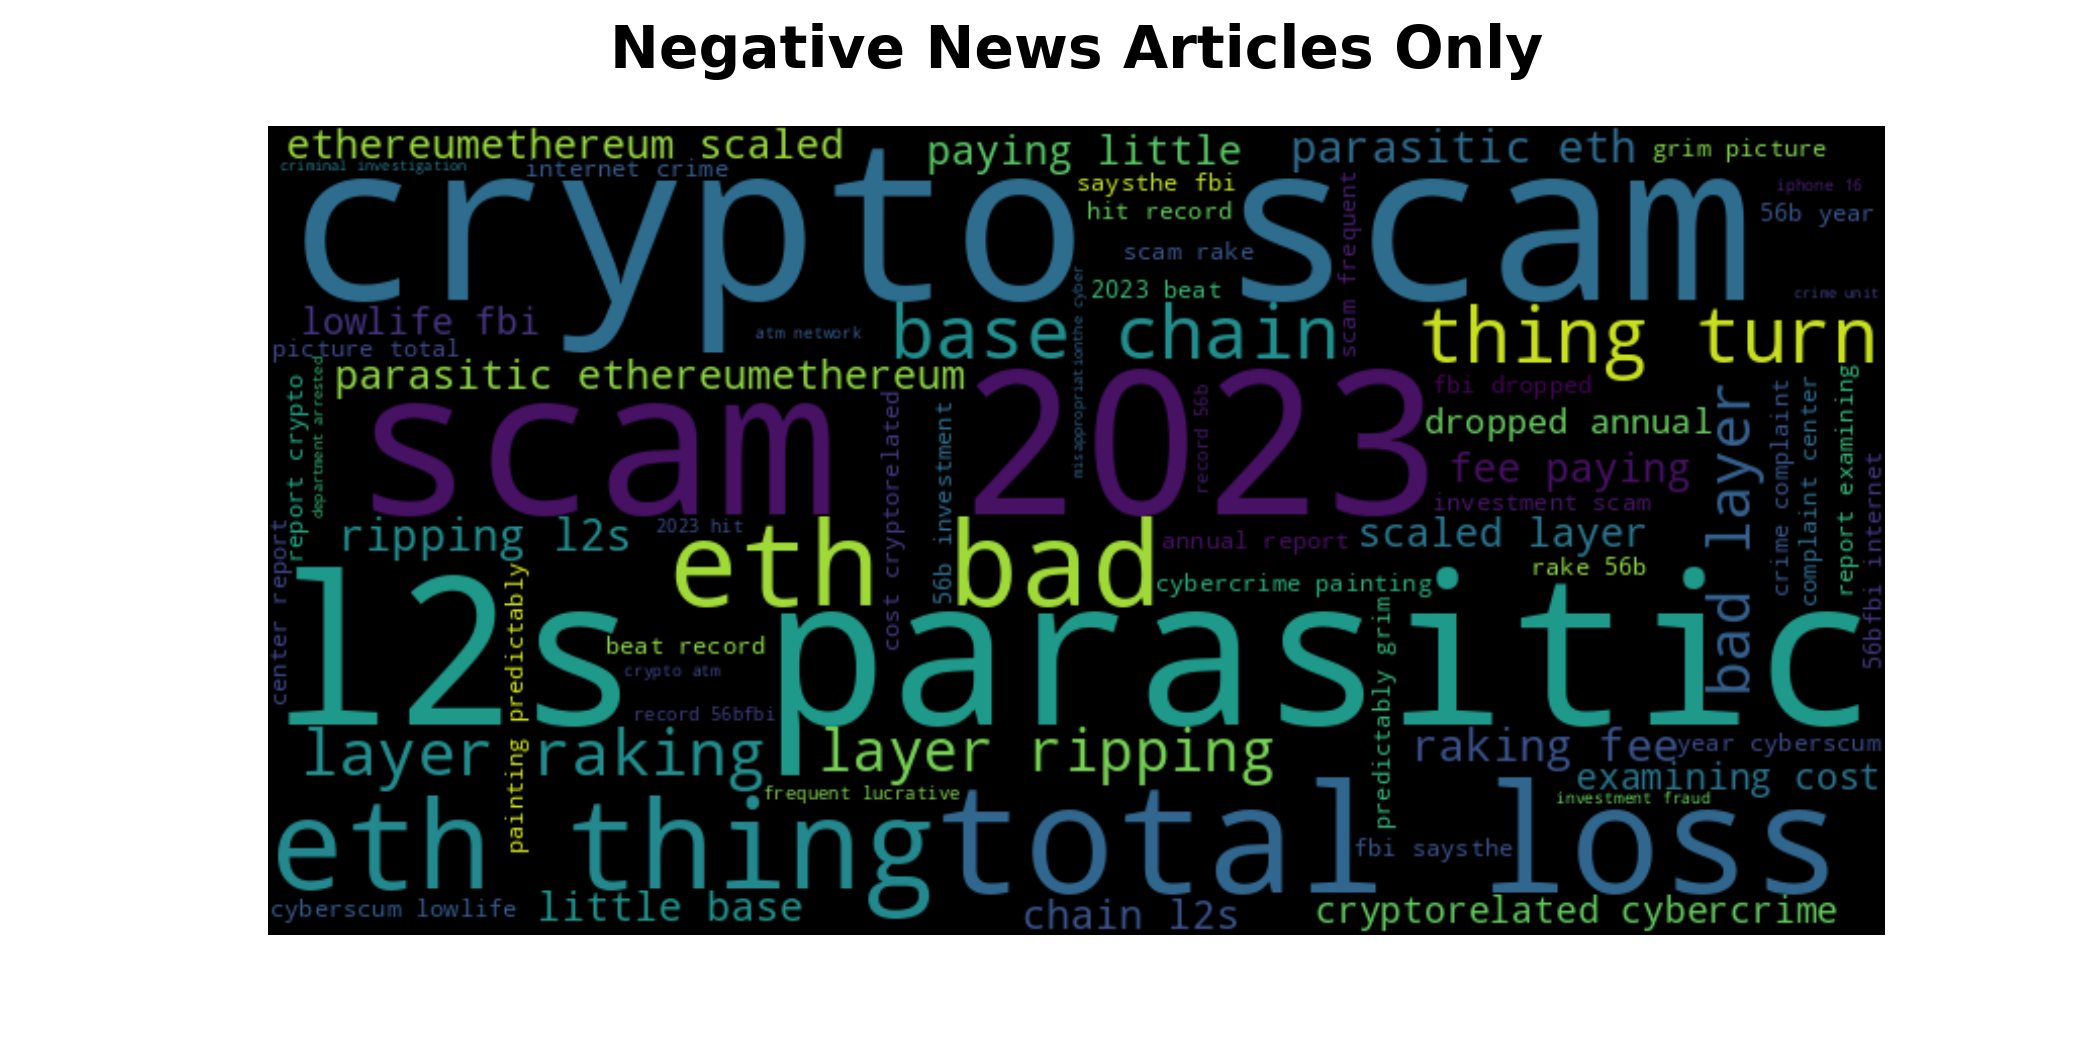 Negative News Articles Only
ethereumethereum scaled
paying little
parasitic eth
grim picture
criminal investigation
internet crime
saysthe fbi
iphone 16
crypto scam
hit record
56b year
scam frequent
scam rake
2023 beat
crime unit
lowlife fbi
atm network
base chain
thing turn
picture total
misappropriationthe cyber
parasitic ethereumethereum
scam 2023
fbi dropped
dropped annual
record 56b
fee paying
investment scam
report crypto
department arrested
cost cryptorelated
56b investment
bad layer
crime complaint
complaint center
report examining
56bfbi internet
ripping l2s
2023 hit
eth bad
annual report
scaled layer
cybercrime painting
rake 56b
center report
l2s parasitic
painting predictably
beat record
crypto atm
record 56bfbi
predictably grim
layer raking
layer ripping
raking fee
year cyberscum
examining cost
frequent lucrative
investment fraud
eth thing
total loss
fbi saysthe
cyberscum lowlife
little base
chain l2s
cryptorelated cybercrime